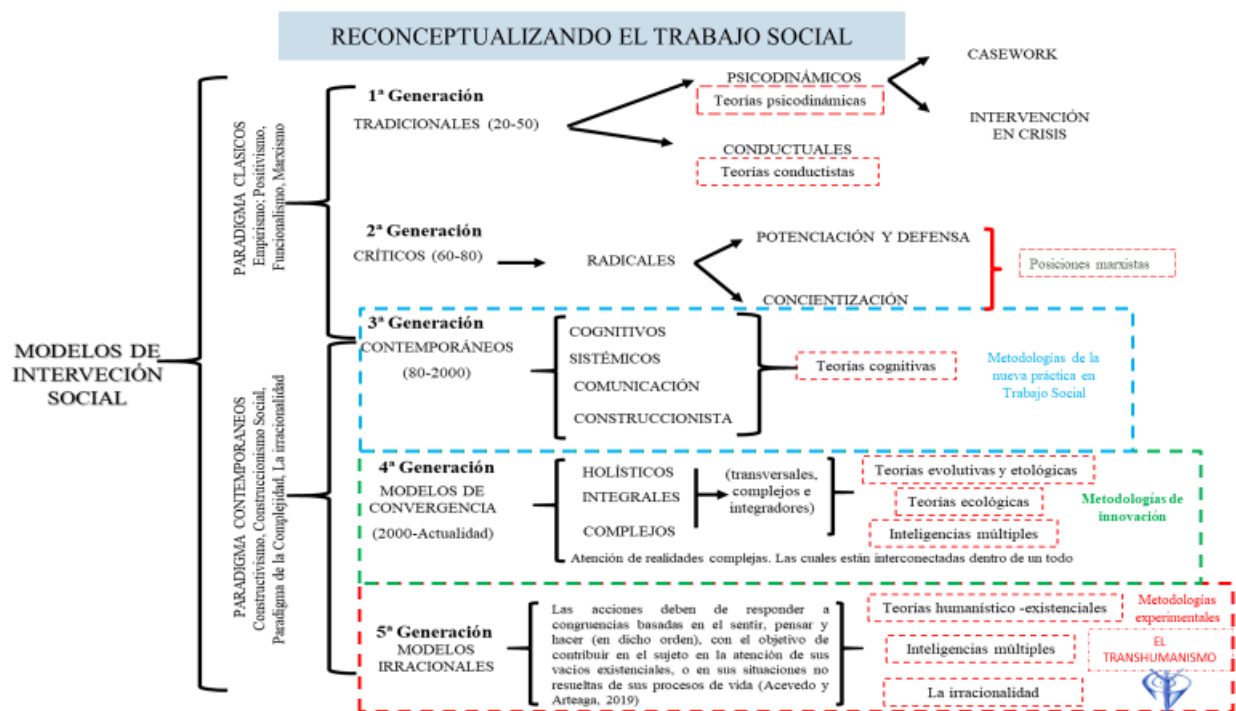 RECONCEPTUALIZANDO EL TRABAJO SOCIAL
MODELOS DE
INTERVECIÓN
SOCIAL
PARADIGMA CLASICOS
Empirismo; Positivismo,
Funcionalismo, Marxismo
1ª Generación
TRADICIONALES (20-50)
PSICODINÁMICOS
Teorías psicodinámicas
CASEWORK
INTERVENCIÓN
EN CRISIS
CONDUCTUALES
Teorías conductistas
2ª Generación
CRÍTICOS (60-80)
RADICALES
POTENCIACIÓN Y DEFENSA
CONCIENTIZACIÓN
Posiciones marxistas
PARADIGMA CONTEMPORANEOS
Constructivismo, Construccionismo Social,
Paradigma de la Complejidad, La irracionalidad
3ª Generación
CONTEMPORÁNEOS
(80-2000)
COGNITIVOS
SISTÉMICOS
COMUNICACIÓN
CONSTRUCCIONISTA
Teorías cognitivas
Metodologías de la
nueva práctica en
Trabajo Social
4ª Generación
MODELOS DE
CONVERGENCIA
(2000-Actualidad)
HOLÍSTICOS
INTEGRALES
COMPLEJOS
(transversales,
complejos e
integradores)
Teorías evolutivas y etológicas
Teorías ecológicas
Inteligencias múltiples
Metodologías de
innovación
Atención de realidades complejas. Las cuales están interconectadas dentro de un todo
5ª Generación
MODELOS
IRRACIONALES
Las acciones deben de responder a
congruencias basadas en el sentir, pensar y
hacer (en dicho orden), con el objetivo de
contribuir en el sujeto en la atención de sus
vacios existenciales, o en sus situaciones no
resueltas de sus procesos de vida (Acevedo y
Arteaga, 2019)
Teorías humanístico -existenciales
Inteligencias múltiples
La irracionalidad
Metodologías
experimentales
EL
TRANSHUMANISMO